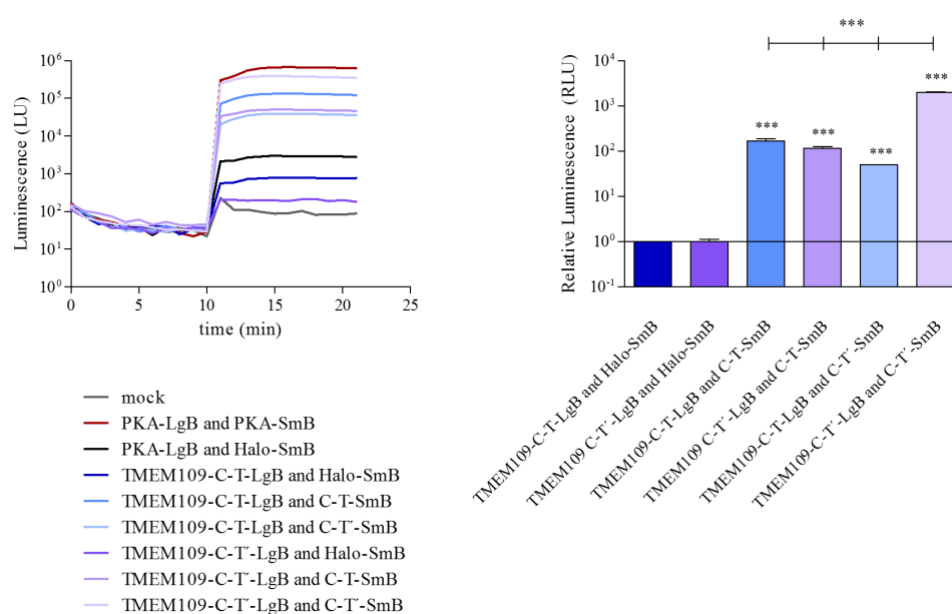 Luminescence (LU)
10⁶
10⁵
10⁴
10³
10²
10¹
10⁰
0 5 10 15 20 25
time (min)
mock
PKA-LgB and PKA-SmB
PKA-LgB and Halo-SmB
TMEM109-C-T-LgB and Halo-SmB
TMEM109-C-T-LgB and C-T-SmB
TMEM109-C-T-LgB and C-T´-SmB
TMEM109-C-T´-LgB and Halo-SmB
TMEM109-C-T´-LgB and C-T-SmB
TMEM109-C-T´-LgB and C-T´-SmB
***
Relative Luminescence (RLU)
10⁴
10³
10²
10¹
10⁰
10⁻¹
***
***
***
***
TMEM109-C-T-LgB and Halo-SmB
TMEM109 C-T´-LgB and Halo-SmB
TMEM109-C-T-LgB and C-T-SmB
TMEM109 C-T´-LgB and C-T-SmB
TMEM109-C-T-LgB and C-T´-SmB
TMEM109-C-T´-LgB and C-T´-SmB